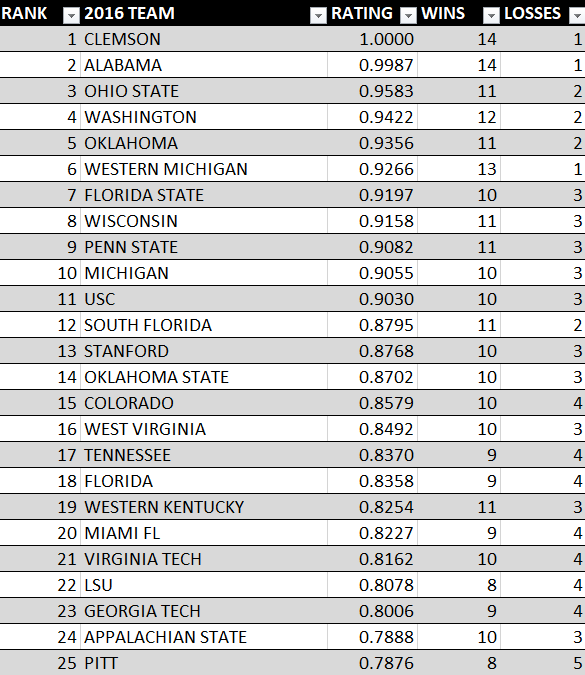 RANK 2016 TEAM RATING WINS LOSSES
1 CLEMSON 1.0000 14 1
2 ALABAMA 0.9987 14 1
3 OHIO STATE 0.9583 11 2
4 WASHINGTON 0.9422 12 2
5 OKLAHOMA 0.9356 11 2
6 WESTERN MICHIGAN 0.9266 13 1
7 FLORIDA STATE 0.9197 10 3
8 WISCONSIN 0.9158 11 3
9 PENN STATE 0.9082 11 3
10 MICHIGAN 0.9055 10 3
11 USC 0.9030 10 3
12 SOUTH FLORIDA 0.8795 11 2
13 STANFORD 0.8768 10 3
14 OKLAHOMA STATE 0.8702 10 3
15 COLORADO 0.8579 10 4
16 WEST VIRGINIA 0.8492 10 3
17 TENNESSEE 0.8370 9 4
18 FLORIDA 0.8358 9 4
19 WESTERN KENTUCKY 0.8254 11 3
20 MIAMI FL 0.8227 9 4
21 VIRGINIA TECH 0.8162 10 4
22 LSU 0.8078 8 4
23 GEORGIA TECH 0.8006 9 4
24 APPALACHIAN STATE 0.7888 10 3
25 PITT 0.7876 8 5